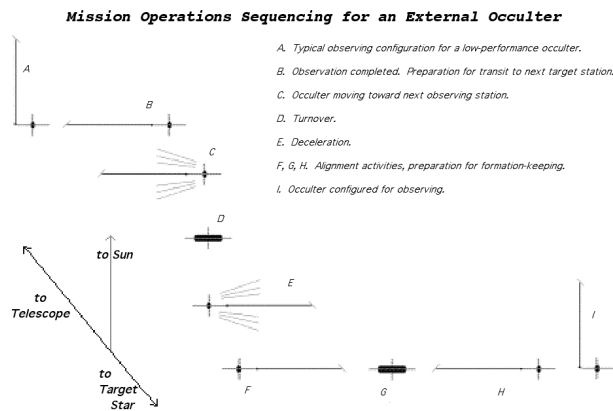 Mission Operations Sequencing for an External Occulter
A. Typical observing configuration for a low-performance occulter.
B. Observation completed. Preparation for transit to next target station.
C. Occulter moving toward next observing station.
D. Turnover.
E. Deceleration.
F, G, H. Alignment activities, preparation for formation-keeping.
I. Occulter configured for observing.
A
B
C
D
to Sun
to
Telescope
to
Target
Star
E
F
G
H
I